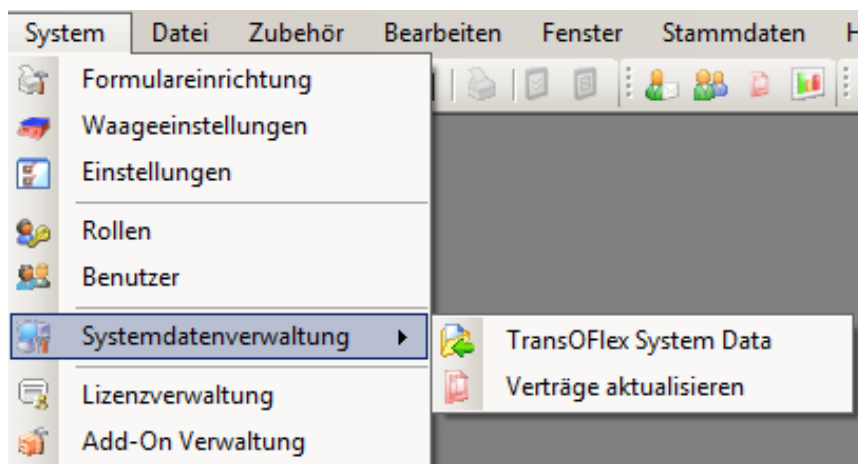 System Datei Zubehör Bearbeiten Fenster Stammdaten
Formulareinrichtung
Waageeinstellungen
Einstellungen
Rollen
Benutzer
Systemdatenverwaltung
TransOFlex System Data
Verträge aktualisieren
Lizenzverwaltung
Add-On Verwaltung